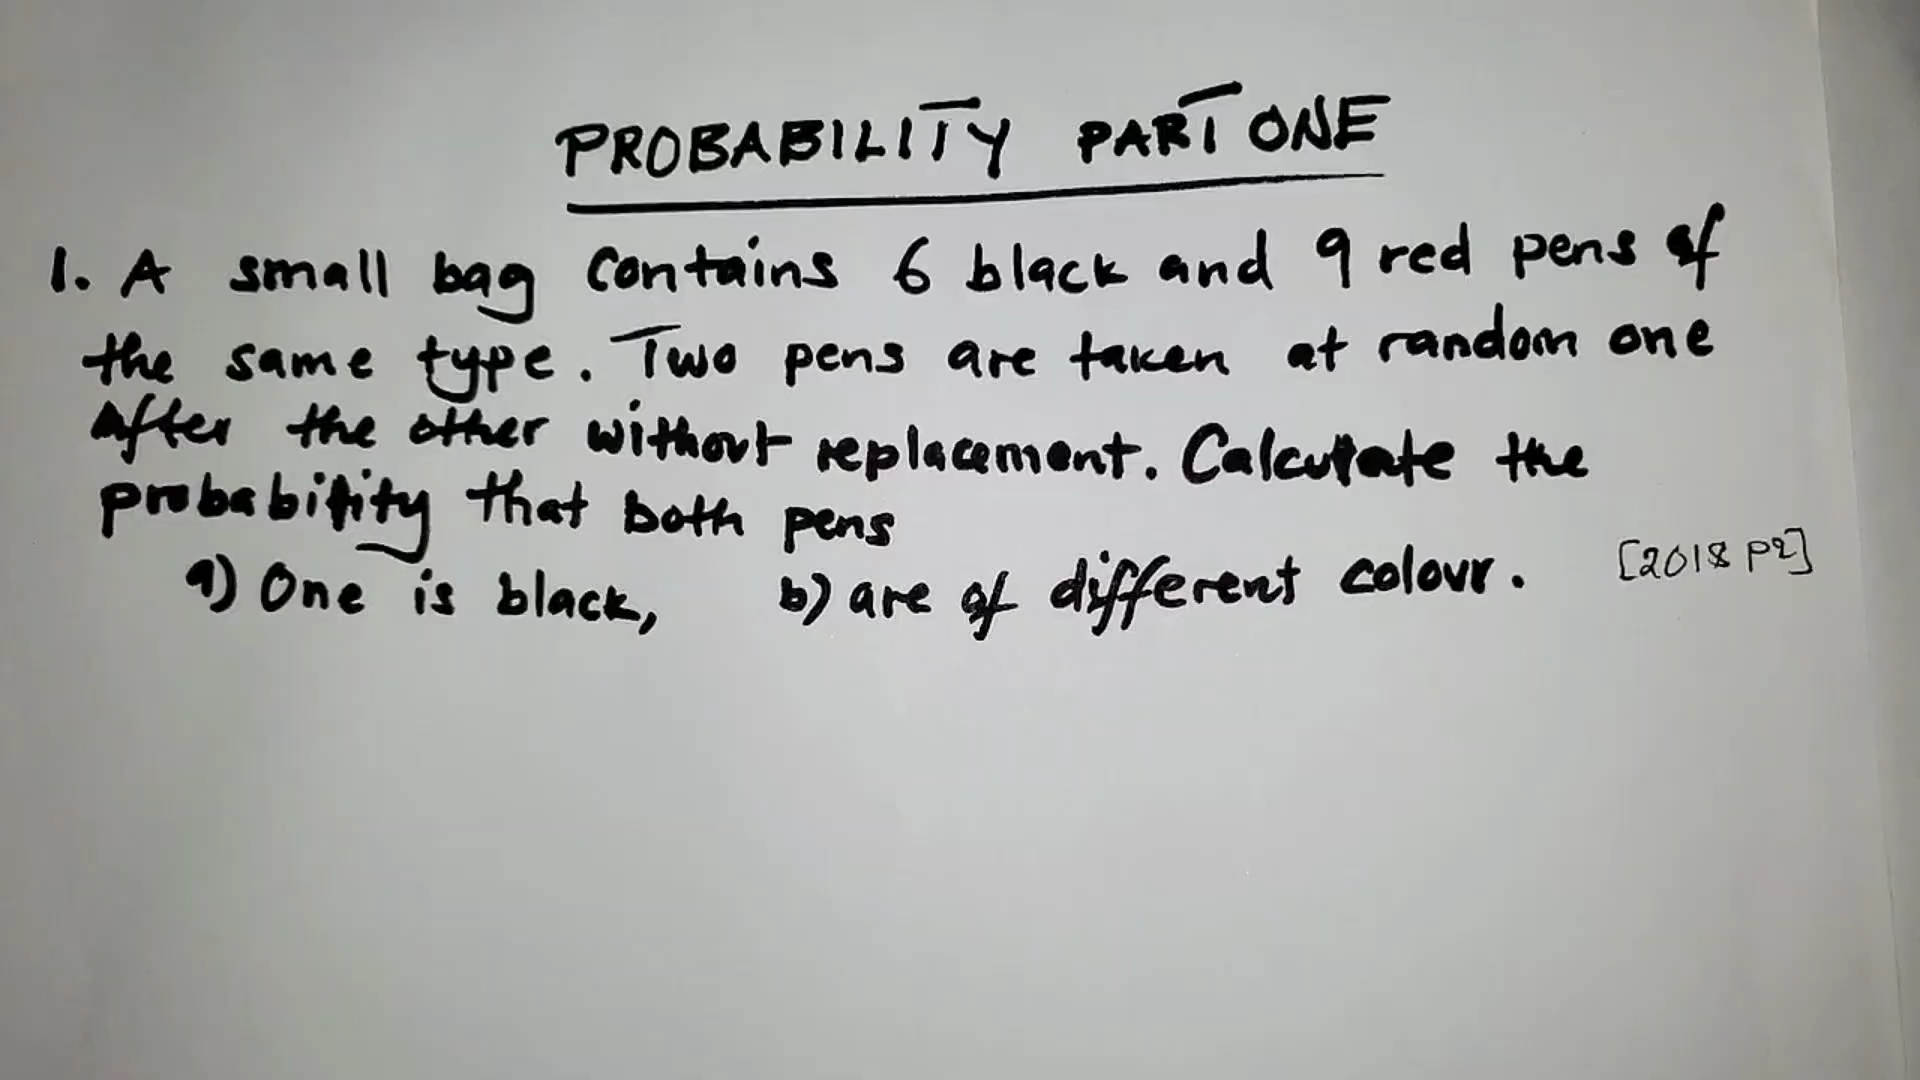 PROBABILITY PART ONE
1. A small bag contains 6 black and 9 red pens of
the same type. Two pens are taken at random one
after the other without replacement. Calculate the
probability that both pens
a) One is black, b) are of different colour. [2018 P2]